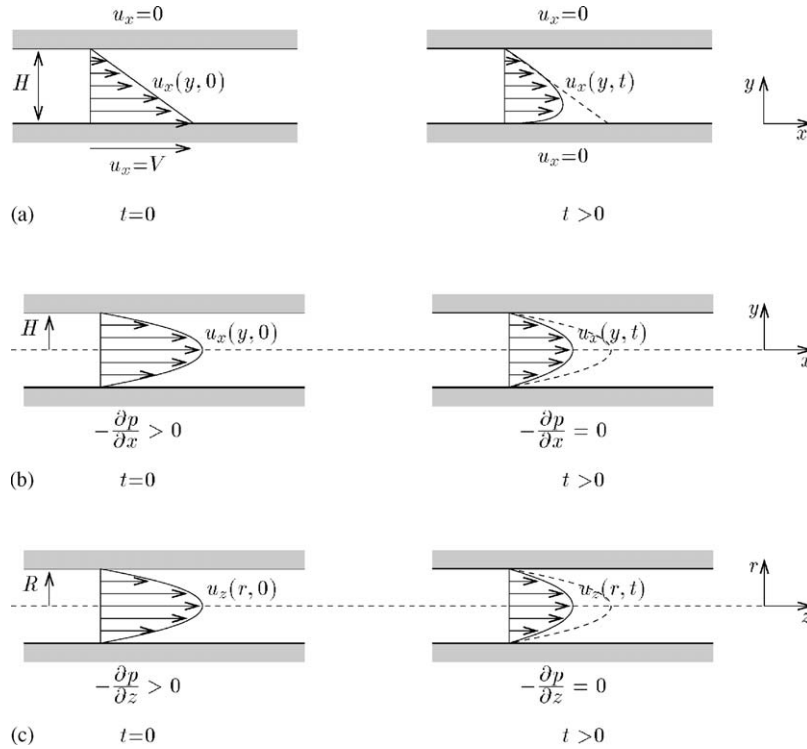 u_x=0 u_x=0
H u_x(y, 0) u_x(y, t) y
x
u_x=V u_x=0
(a) t=0 t >0
H u_x(y, 0) u_x(y, t) y
x
−∂p/∂x > 0 −∂p/∂x = 0
(b) t=0 t >0
R u_z(r, 0) u_z(r, t) r
z
−∂p/∂z > 0 −∂p/∂z = 0
(c) t=0 t >0